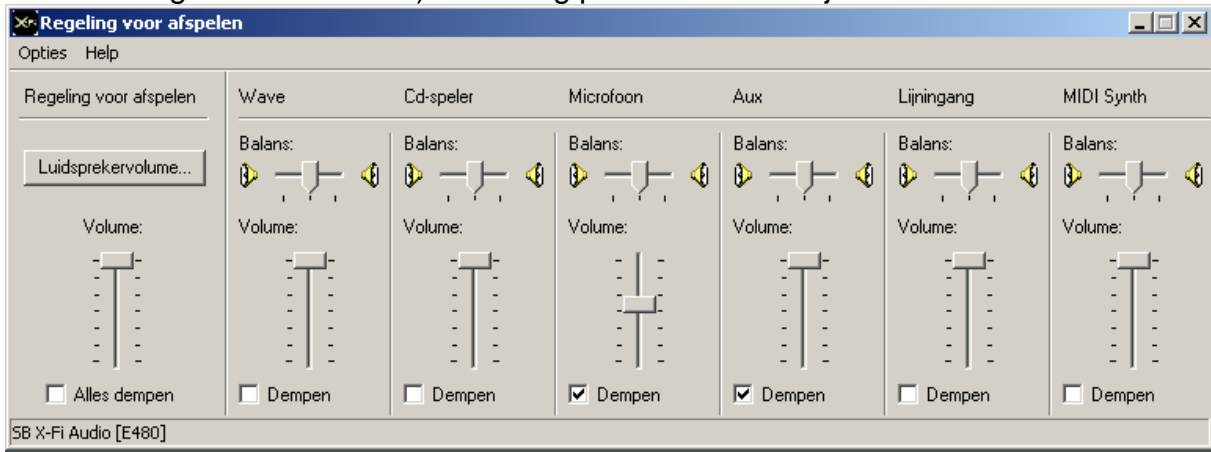 Regeling voor afspelen
Opties Help
Regeling voor afspelen Wave Cd-speler Microfoon Aux Lijningang MIDI Synth
Balans: Balans: Balans: Balans: Balans: Balans:
Luidsprekervolume...
Volume: Volume: Volume: Volume: Volume: Volume: Volume:
Alles dempen Dempen Dempen Dempen Dempen Dempen Dempen
SB X-Fi Audio [E480]